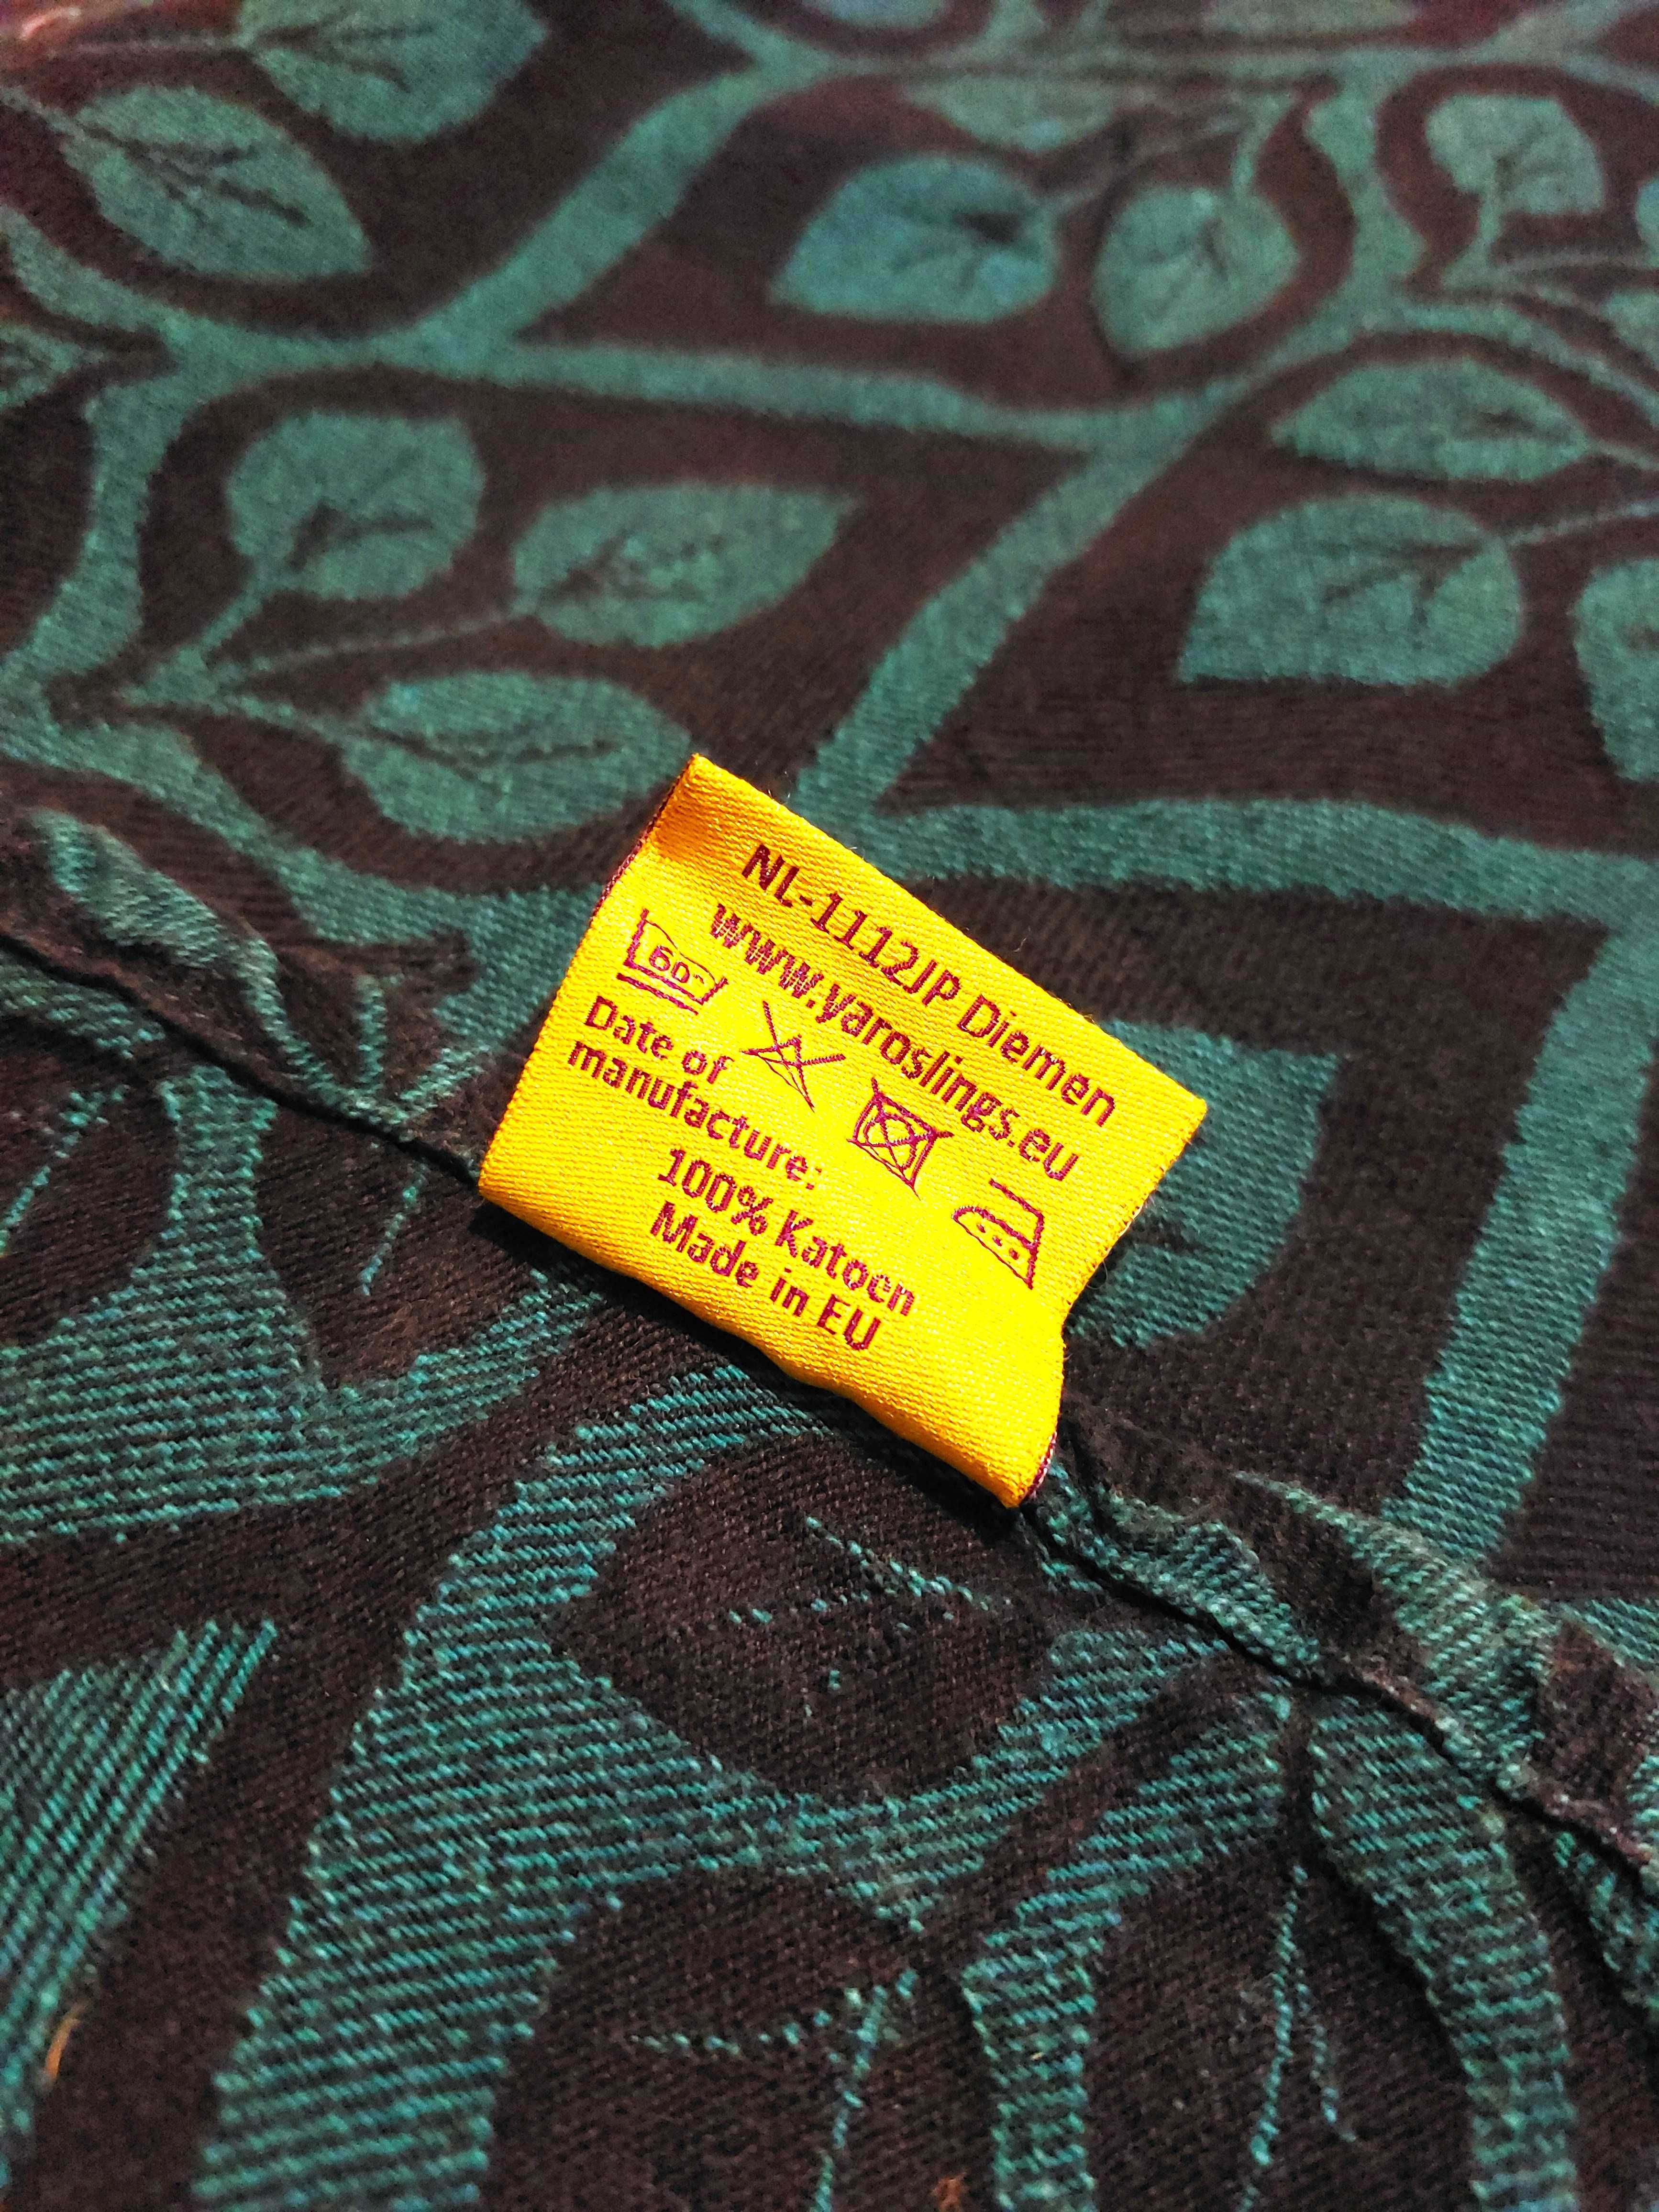 NL-1112JP Diemen
www.yaroslings.eu
60
Date of
manufacture:
100% Katoen
Made in EU